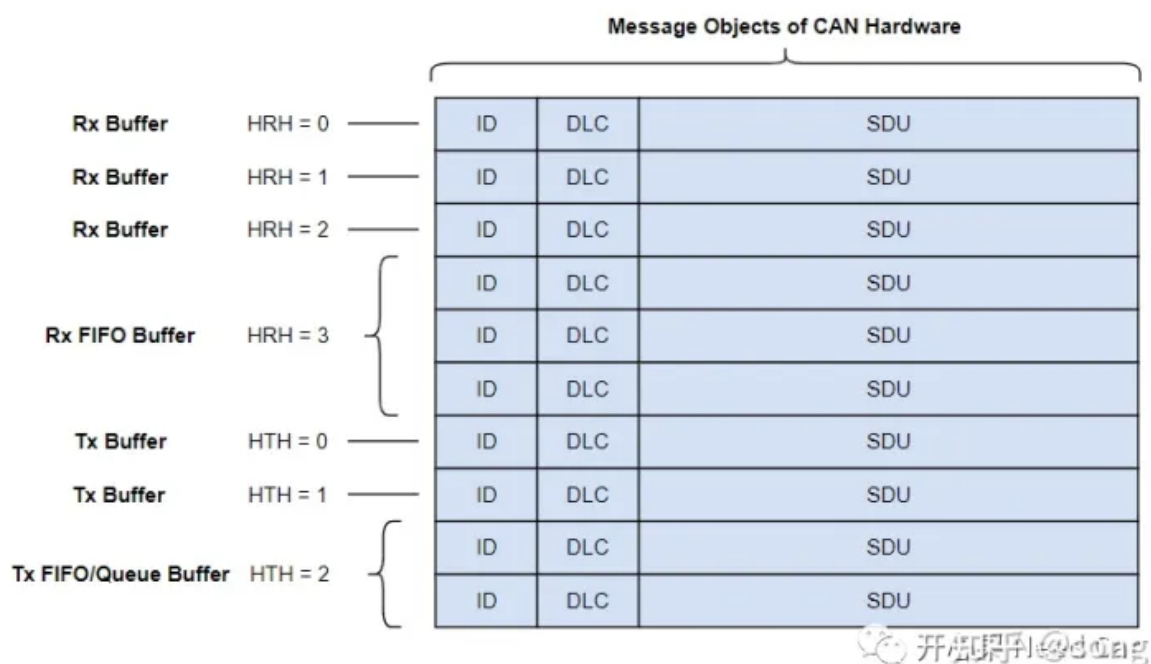 Message Objects of CAN Hardware
Rx Buffer HRH = 0 ID DLC SDU
Rx Buffer HRH = 1 ID DLC SDU
Rx Buffer HRH = 2 ID DLC SDU
ID DLC SDU
Rx FIFO Buffer HRH = 3 ID DLC SDU
ID DLC SDU
Tx Buffer HTH = 0 ID DLC SDU
Tx Buffer HTH = 1 ID DLC SDU
ID DLC SDU
Tx FIFO/Queue Buffer HTH = 2
ID DLC SDU